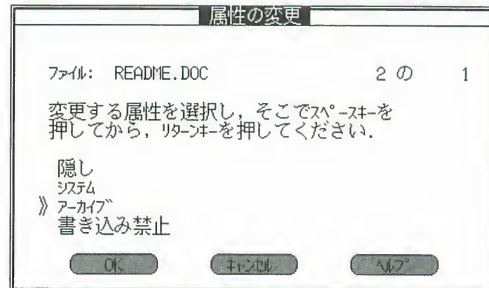 属性の変更
ﾌｧｲﾙ: README.DOC 2 の 1
変更する属性を選択し，そこでｽﾍﾟｰｽｷｰを
押してから，ﾘﾀｰﾝｷｰを押してください．
隠し
ｼｽﾃﾑ
》ｱｰｶｲﾌﾞ
書き込み禁止
OK ｷｬﾝｾﾙ ﾍﾙﾌﾟ